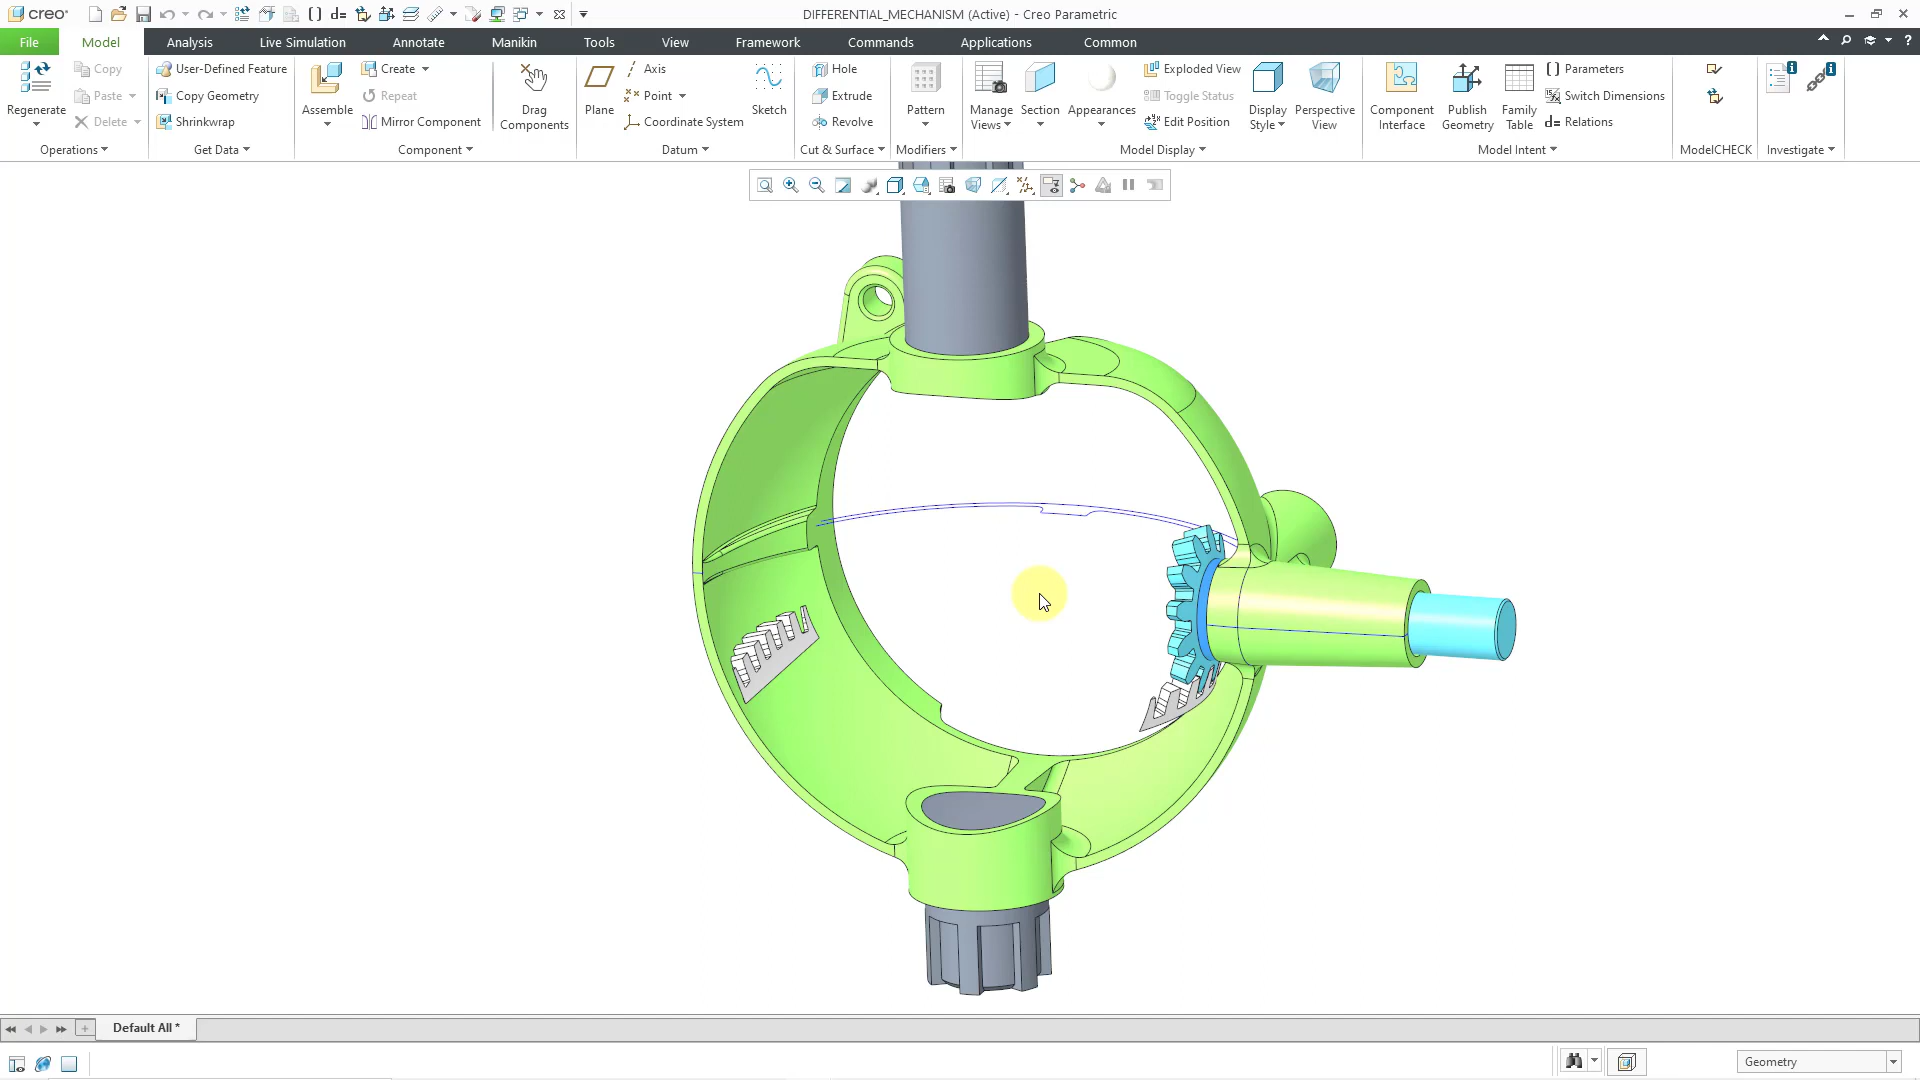 creo
DIFFERENTIAL_MECHANISM (Active) - Creo Parametric
File Model Analysis Live Simulation Annotate Manikin Tools View Framework Commands Applications Common
Regenerate
Copy
Paste
Delete
Operations
User-Defined Feature
Copy Geometry
Shrinkwrap
Get Data
Assemble
Create
Repeat
Mirror Component
Drag
Components
Component
Plane
Axis
Point
Coordinate System
Sketch
Datum
Hole
Extrude
Revolve
Cut & Surface
Pattern
Modifiers
Manage
Views
Section
Appearances
Exploded View
Toggle Status
Edit Position
Display
Style
Perspective
View
Model Display
Component
Interface
Publish
Geometry
Family
Table
Parameters
Switch Dimensions
d= Relations
Model Intent
ModelCHECK
Investigate
Default All *
Geometry